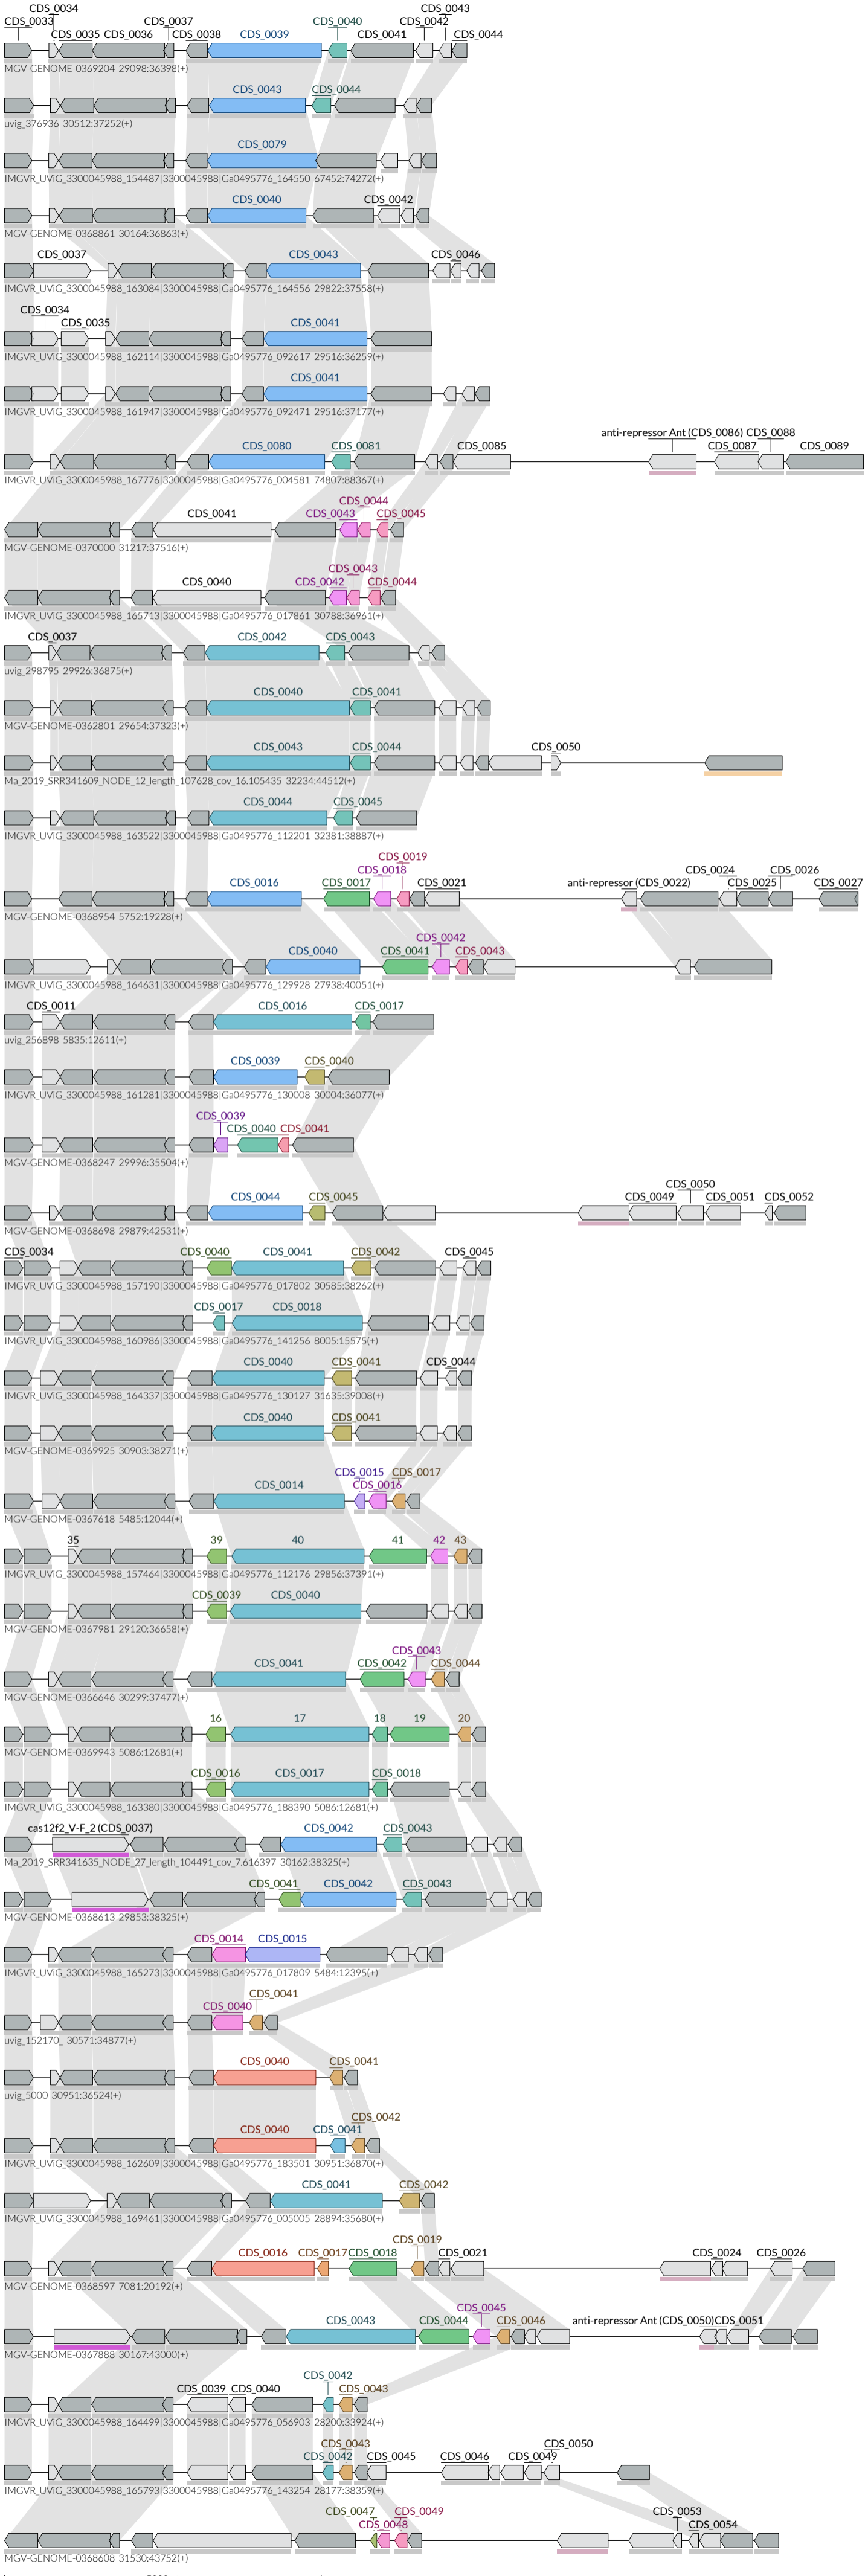 CDS_0034
CDS_0033 CDS_0037 CDS_0040 CDS_0042 CDS_0043
CDS_0035 CDS_0036 CDS_0038 CDS_0039 CDS_0041 CDS_0044
MGV-GENOME-0369204 29098:36398(+)
CDS_0043 CDS_0044
uvig_376936 30512:37252(+)
CDS_0079
IMGVR_UViG_3300045988_154487|3300045988|Ga0495776_164550 67452:74272(+)
CDS_0040 CDS_0042
MGV-GENOME-0368861 30164:36863(+)
CDS_0037 CDS_0043 CDS_0046
IMGVR_UViG_3300045988_163084|3300045988|Ga0495776_164556 29822:37558(+)
CDS_0034
CDS_0035 CDS_0041
IMGVR_UViG_3300045988_162114|3300045988|Ga0495776_092617 29516:36259(+)
CDS_0041
IMGVR_UViG_3300045988_161947|3300045988|Ga0495776_092471 29516:37177(+)
anti-repressor Ant (CDS_0086) CDS_0088
CDS_0080 CDS_0081 CDS_0085 CDS_0087 CDS_0089
IMGVR_UViG_3300045988_167776|3300045988|Ga0495776_004581 74807:88367(+)
CDS_0044
CDS_0041 CDS_0043 CDS_0045
MGV-GENOME-0370000 31217:37516(+)
CDS_0043
CDS_0040 CDS_0042 CDS_0044
IMGVR_UViG_3300045988_165713|3300045988|Ga0495776_017861 30788:36961(+)
CDS_0037 CDS_0042 CDS_0043
uvig_298795 29926:36875(+)
CDS_0040 CDS_0041
MGV-GENOME-0362801 29654:37323(+)
CDS_0043 CDS_0044 CDS_0050
Ma_2019_SRR341609_NODE_12_length_107628_cov_16.105435 32234:44512(+)
CDS_0044 CDS_0045
IMGVR_UViG_3300045988_163522|3300045988|Ga0495776_112201 32381:38887(+)
CDS_0019
CDS_0018 CDS_0024 CDS_0026
CDS_0016 CDS_0017 CDS_0021 anti-repressor (CDS_0022) CDS_0025 CDS_0027
MGV-GENOME-0368954 5752:19228(+)
CDS_0042
CDS_0040 CDS_0041 CDS_0043
IMGVR_UViG_3300045988_164631|3300045988|Ga0495776_129928 27938:40051(+)
CDS_0011 CDS_0016 CDS_0017
uvig_256898 5835:12611(+)
CDS_0039 CDS_0040
IMGVR_UViG_3300045988_161281|3300045988|Ga0495776_130008 30004:36077(+)
CDS_0039
CDS_0040 CDS_0041
MGV-GENOME-0368247 29996:35504(+)
CDS_0050
CDS_0044 CDS_0045 CDS_0049 CDS_0051 CDS_0052
MGV-GENOME-0368698 29879:42531(+)
CDS_0034 CDS_0040 CDS_0041 CDS_0042 CDS_0045
IMGVR_UViG_3300045988_157190|3300045988|Ga0495776_017802 30585:38262(+)
CDS_0017 CDS_0018
IMGVR_UViG_3300045988_160986|3300045988|Ga0495776_141256 8005:15575(+)
CDS_0040 CDS_0041 CDS_0044
IMGVR_UViG_3300045988_164337|3300045988|Ga0495776_130127 31635:39008(+)
CDS_0040 CDS_0041
MGV-GENOME-0369925 30903:38271(+)
CDS_0015 CDS_0017
CDS_0014 CDS_0016
MGV-GENOME-0367618 5485:12044(+)
35 39 40 41 42 43
IMGVR_UViG_3300045988_157464|3300045988|Ga0495776_112176 29856:37391(+)
CDS_0039 CDS_0040
MGV-GENOME-0367981 29120:36658(+)
CDS_0043
CDS_0041 CDS_0042 CDS_0044
MGV-GENOME-0366646 30299:37477(+)
16 17 18 19 20
MGV-GENOME-0369943 5086:12681(+)
CDS_0016 CDS_0017 CDS_0018
IMGVR_UViG_3300045988_163380|3300045988|Ga0495776_188390 5086:12681(+)
cas12f2_V-F_2 (CDS_0037) CDS_0042 CDS_0043
Ma_2019_SRR341635_NODE_27_length_104491_cov_7.616397 30162:38325(+)
CDS_0041 CDS_0042 CDS_0043
MGV-GENOME-0368613 29853:38325(+)
CDS_0014 CDS_0015
IMGVR_UViG_3300045988_165273|3300045988|Ga0495776_017809 5484:12395(+)
CDS_0041
CDS_0040
uvig_152170_ 30571:34877(+)
CDS_0040 CDS_0041
uvig_5000 30951:36524(+)
CDS_0042
CDS_0040 CDS_0041
IMGVR_UViG_3300045988_162609|3300045988|Ga0495776_183501 30951:36870(+)
CDS_0041 CDS_0042
IMGVR_UViG_3300045988_169461|3300045988|Ga0495776_005005 28894:35680(+)
CDS_0019
CDS_0016 CDS_0017 CDS_0018 CDS_0021 CDS_0024 CDS_0026
MGV-GENOME-0368597 7081:20192(+)
CDS_0045
CDS_0043 CDS_0044 CDS_0046 anti-repressor Ant (CDS_0050) CDS_0051
MGV-GENOME-0367888 30167:43000(+)
CDS_0042
CDS_0039 CDS_0040 CDS_0043
IMGVR_UViG_3300045988_164499|3300045988|Ga0495776_056903 28200:33924(+)
CDS_0043 CDS_0050
CDS_0042 CDS_0045 CDS_0046 CDS_0049
IMGVR_UViG_3300045988_165793|3300045988|Ga0495776_143254 28177:38359(+)
CDS_0047 CDS_0049 CDS_0053
CDS_0048 CDS_0054
MGV-GENOME-0368608 31530:43752(+)